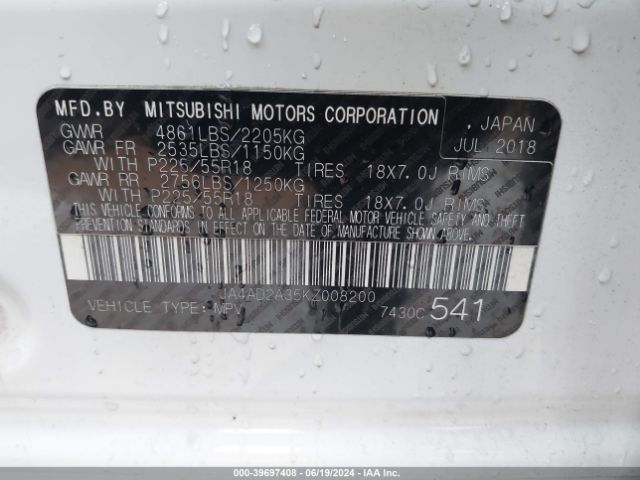 MFD.BY MITSUBISHI MOTORS CORPORATION , JAPAN
GVWR 4861LBS/2205KG JUL 2018
GAWR FR 2535LBS/1150KG
WITH P225/55R18 TIRES 18X7.0J RIMS
GAWR RR 2756LBS/1250KG
WITH P225/55R18 TIRES 18X7.0J RIMS
THIS VEHICLE CONFORMS TO ALL APPLICABLE FEDERAL MOTOR VEHICLE SAFETY AND THEFT
PREVENTION STANDARDS IN EFFECT ON THE DATE OF MANUFACTURE SHOWN ABOVE.
JA4AD2A35KZ008200
VEHICLE TYPE: MPV 7430C 541
000-39697408 - 06/19/2024 - IAAI.COM